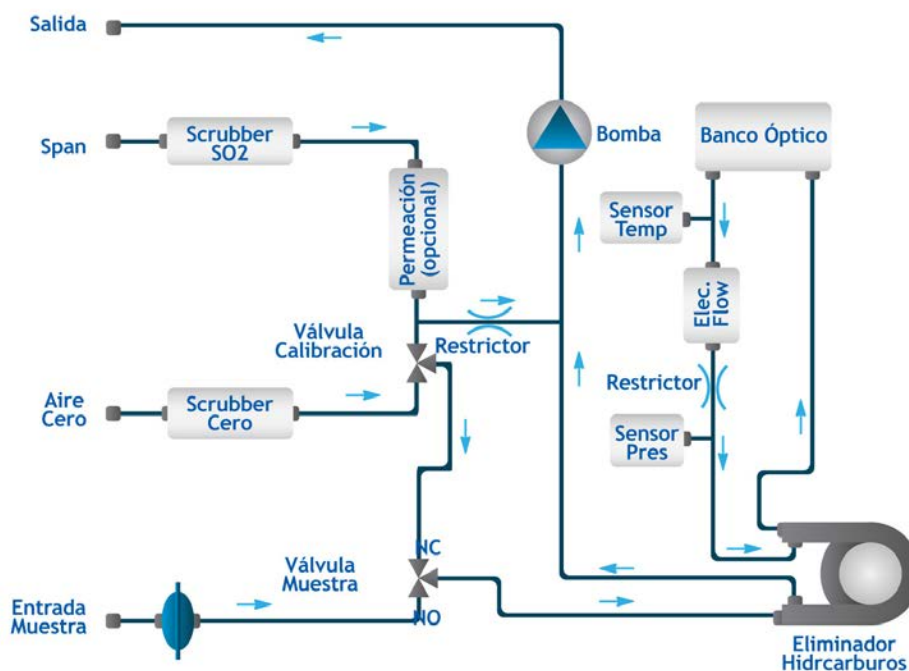 Salida
Span
Scrubber
SO2
Permeación
(opcional)
Bomba
Banco Óptico
Sensor
Temp
Elec.
Flow
Válvula
Calibración
Restrictor
Restrictor
Aire
Cero
Scrubber
Cero
Sensor
Pres
NC
Válvula
Muestra
NO
Entrada
Muestra
Eliminador
Hidrcarburos